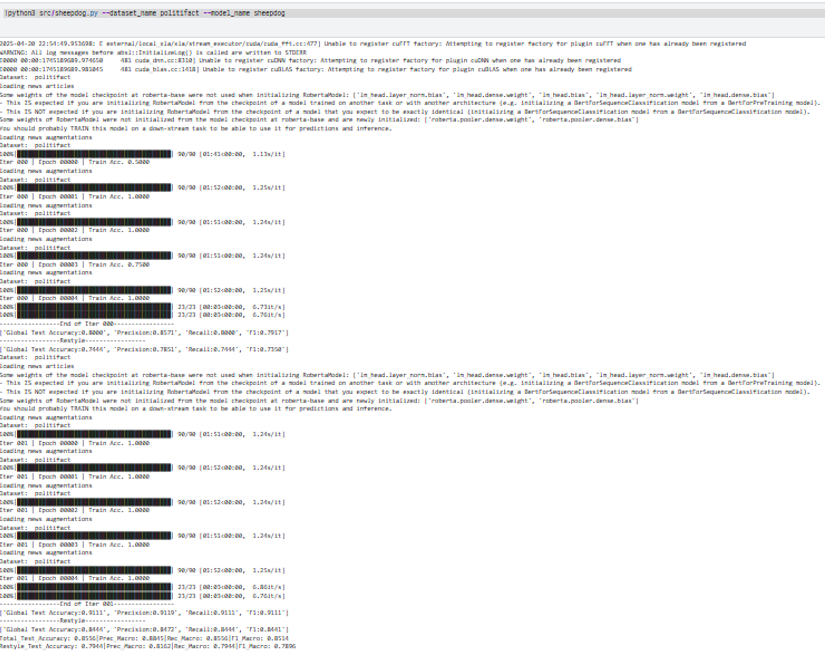 !python3 src/sheepdog.py --dataset_name politifact --model_name sheepdog
2025-04-20 22:54:49.953698: E external/local_xla/xla/stream_executor/cuda/cuda_fft.cc:477] Unable to register cuFFT factory: Attempting to register factory for plugin cuFFT when one has already been registered
WARNING: All log messages before absl::InitializeLog() is called are written to STDERR
E0000 00:00:1745189689.974650 481 cuda_dnn.cc:8310] Unable to register cuDNN factory: Attempting to register factory for plugin cuDNN when one has already been registered
E0000 00:00:1745189689.981045 481 cuda_blas.cc:1418] Unable to register cuBLAS factory: Attempting to register factory for plugin cuBLAS when one has already been registered
Dataset: politifact
Loading news articles
Some weights of the model checkpoint at roberta-base were not used when initializing RobertaModel: ['lm_head.layer_norm.bias', 'lm_head.dense.weight', 'lm_head.bias', 'lm_head.layer_norm.weight', 'lm_head.dense.bias']
- This IS expected if you are initializing RobertaModel from the checkpoint of a model trained on another task or with another architecture (e.g. initializing a BertForSequenceClassification model from a BertForPreTraining model).
- This IS NOT expected if you are initializing RobertaModel from the checkpoint of a model that you expect to be exactly identical (initializing a BertForSequenceClassification model from a BertForSequenceClassification model).
Some weights of RobertaModel were not initialized from the model checkpoint at roberta-base and are newly initialized: ['roberta.pooler.dense.weight', 'roberta.pooler.dense.bias']
You should probably TRAIN this model on a down-stream task to be able to use it for predictions and inference.
Loading news augmentations
Dataset: politifact
100% 90/90 [01:41<00:00, 1.13s/it]
Iter 000 | Epoch 00000 | Train Acc. 0.5000
Loading news augmentations
Dataset: politifact
100% 90/90 [01:52<00:00, 1.25s/it]
Iter 000 | Epoch 00001 | Train Acc. 1.0000
Loading news augmentations
Dataset: politifact
100% 90/90 [01:51<00:00, 1.24s/it]
Iter 000 | Epoch 00002 | Train Acc. 1.0000
Loading news augmentations
Dataset: politifact
100% 90/90 [01:51<00:00, 1.24s/it]
Iter 000 | Epoch 00003 | Train Acc. 0.7500
Loading news augmentations
Dataset: politifact
100% 90/90 [01:52<00:00, 1.25s/it]
Iter 000 | Epoch 00004 | Train Acc. 1.0000
100% 23/23 [00:03<00:00, 6.73it/s]
100% 23/23 [00:03<00:00, 6.76it/s]
-----------------End of Iter 000-----------------
['Global Test Accuracy:0.8000', 'Precision:0.8571', 'Recall:0.8000', 'F1:0.7917']
-----------------Restyle-----------------
['Global Test Accuracy:0.7444', 'Precision:0.7851', 'Recall:0.7444', 'F1:0.7350']
Dataset: politifact
Loading news articles
Some weights of the model checkpoint at roberta-base were not used when initializing RobertaModel: ['lm_head.layer_norm.bias', 'lm_head.dense.weight', 'lm_head.dense.bias', 'lm_head.bias', 'lm_head.layer_norm.weight']
- This IS expected if you are initializing RobertaModel from the checkpoint of a model trained on another task or with another architecture (e.g. initializing a BertForSequenceClassification model from a BertForPreTraining model).
- This IS NOT expected if you are initializing RobertaModel from the checkpoint of a model that you expect to be exactly identical (initializing a BertForSequenceClassification model from a BertForSequenceClassification model).
Some weights of RobertaModel were not initialized from the model checkpoint at roberta-base and are newly initialized: ['roberta.pooler.dense.weight', 'roberta.pooler.dense.bias']
You should probably TRAIN this model on a down-stream task to be able to use it for predictions and inference.
Loading news augmentations
Dataset: politifact
100% 90/90 [01:51<00:00, 1.24s/it]
Iter 001 | Epoch 00000 | Train Acc. 1.0000
Loading news augmentations
Dataset: politifact
100% 90/90 [01:52<00:00, 1.24s/it]
Iter 001 | Epoch 00001 | Train Acc. 1.0000
Loading news augmentations
Dataset: politifact
100% 90/90 [01:52<00:00, 1.24s/it]
Iter 001 | Epoch 00002 | Train Acc. 1.0000
Loading news augmentations
Dataset: politifact
100% 90/90 [01:51<00:00, 1.24s/it]
Iter 001 | Epoch 00003 | Train Acc. 1.0000
Loading news augmentations
Dataset: politifact
100% 90/90 [01:52<00:00, 1.25s/it]
Iter 001 | Epoch 00004 | Train Acc. 1.0000
100% 23/23 [00:03<00:00, 6.86it/s]
100% 23/23 [00:03<00:00, 6.76it/s]
-----------------End of Iter 001-----------------
['Global Test Accuracy:0.9111', 'Precision:0.9119', 'Recall:0.9111', 'F1:0.9111']
-----------------Restyle-----------------
['Global Test Accuracy:0.8444', 'Precision:0.8472', 'Recall:0.8444', 'F1:0.8441']
Total_Test_Accuracy: 0.8556|Prec_Macro: 0.8845|Rec_Macro: 0.8556|F1_Macro: 0.8514
Restyle_Test_Accuracy: 0.7944|Prec_Macro: 0.8162|Rec_Macro: 0.7944|F1_Macro: 0.7896